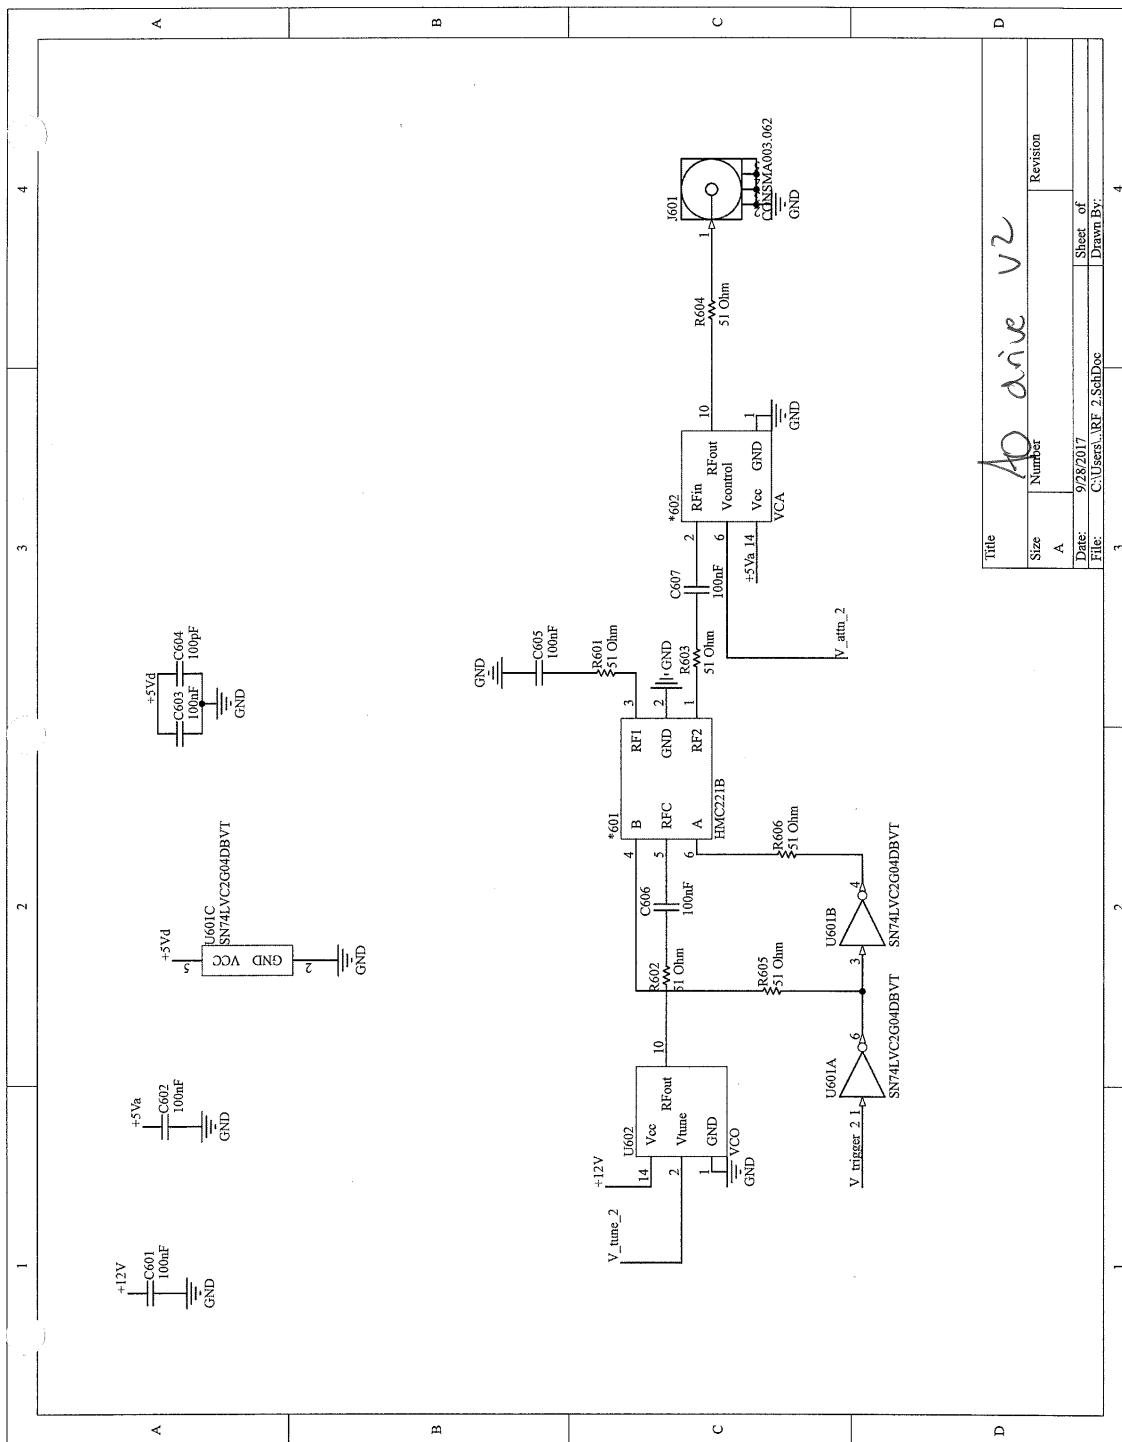 1
2
3
4
A
B
C
D
+12V
C601
100nF
GND
+5Va
C602
100nF
GND
+5Vd
U601C
SN74LVC2G04DBVT
5
VCC
GND
2
GND
+5Vd
C603
100nF
C604
100pF
GND
V_tune_2
+12V
14
2
1
GND
U602
Vcc
Vtune
GND
RFout
VCO
10
R602
51 Ohm
C606
100nF
*601
4
5
6
B
RFC
A
RF1
GND
RF2
HMC221B
3
2
1
GND
GND
C605
100nF
R601
51 Ohm
R603
51 Ohm
C607
100nF
*602
2
6
+5Va 14
RFin
Vcontrol
Vcc
RFout
GND
VCA
10
1
GND
V_attn_2
R604
51 Ohm
J601
1
CONSMA003.062
GND
V_trigger_2 1
U601A
6
SN74LVC2G04DBVT
R605
51 Ohm
3
U601B
4
SN74LVC2G04DBVT
R606
51 Ohm
Title
AO drive v2
Size
A
Number
Revision
Date:
9/28/2017
Sheet of
File:
C:\Users\..\RF_2.SchDoc
Drawn By:
1
2
3
4
A
B
C
D